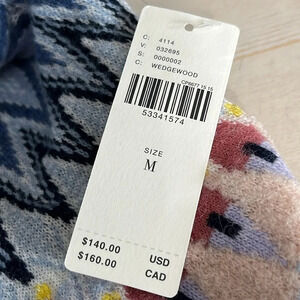 C: 4114
V: 032695
S: 0000002
C: WEDGEWOOD
53341574
SIZE
M
$140.00 USD
$160.00 CAD